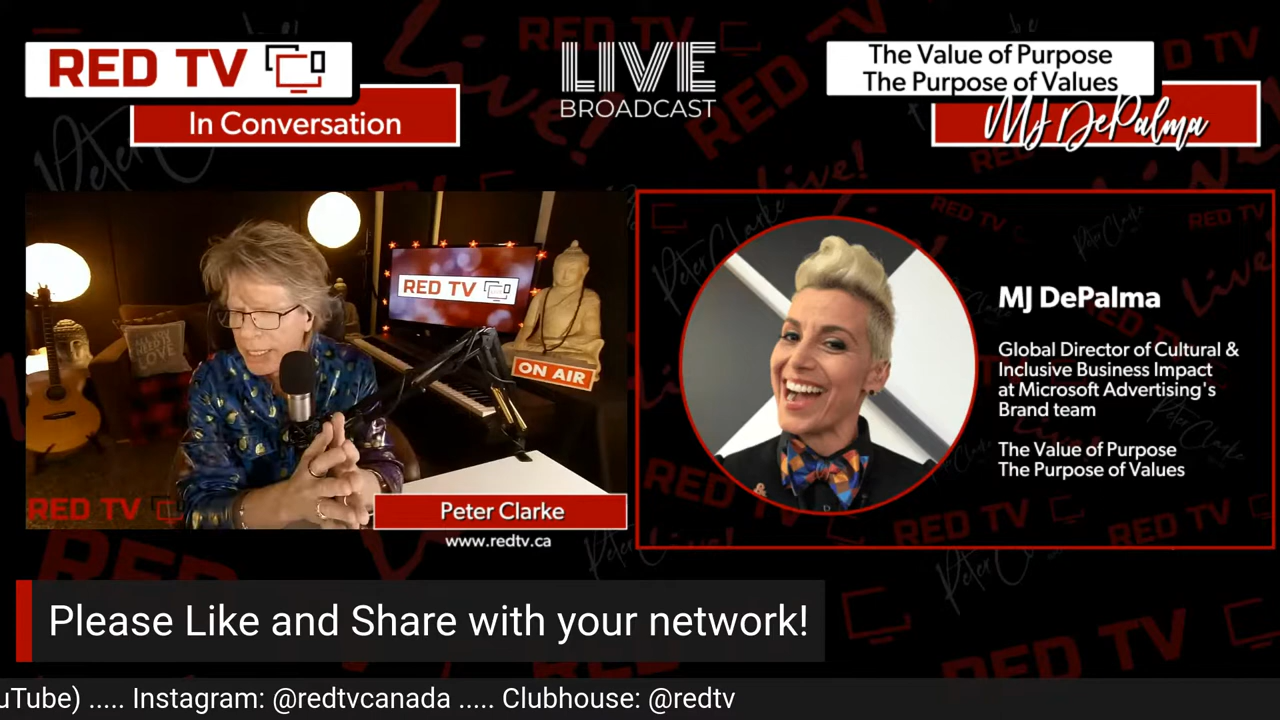 RED TV
In Conversation
LIVE
BROADCAST
The Value of Purpose
The Purpose of Values
MJ DePalma
RED TV
ON AIR
RED TV
Peter Clarke
www.redtv.ca
MJ DePalma
Global Director of Cultural &
Inclusive Business Impact
at Microsoft Advertising's
Brand team
The Value of Purpose
The Purpose of Values
Please Like and Share with your network!
uTube) ..... Instagram: @redtvcanada ..... Clubhouse: @redtv